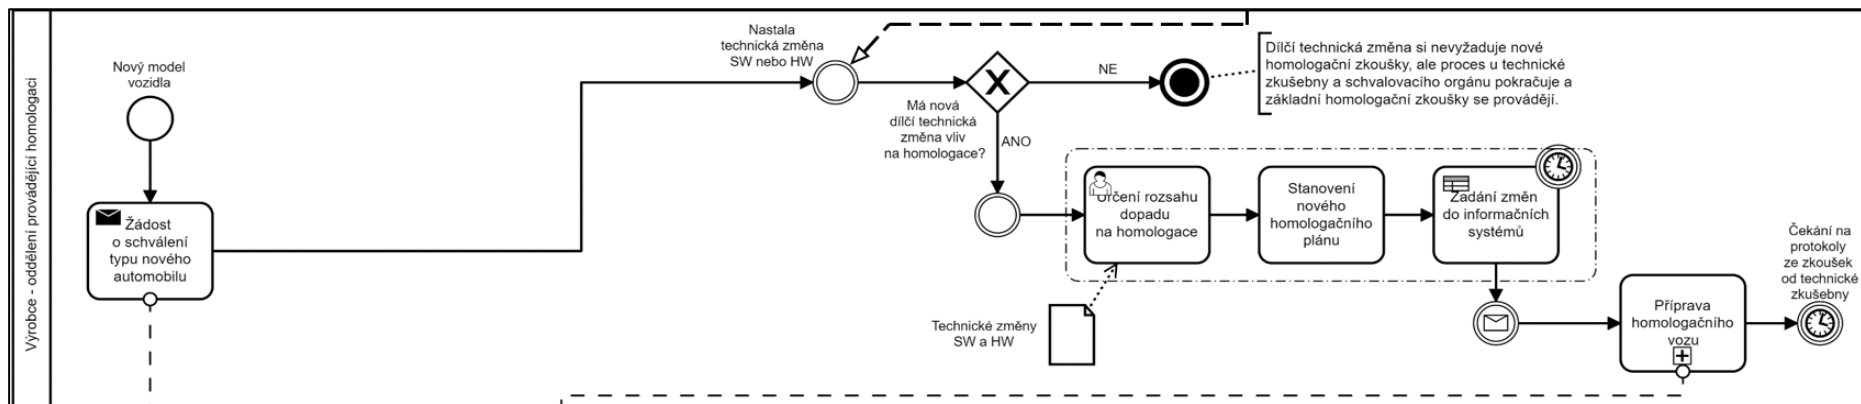 Výrobce - oddělení provádějící homologaci
Nový model
vozidla
Žádost
o schválení
typu nového
automobilu
Nastala
technická změna
SW nebo HW
Má nová
dílčí technická
změna vliv
na homologace?
NE
ANO
Dílčí technická změna si nevyžaduje nové
homologační zkoušky, ale proces u technické
zkušebny a schvalovacího orgánu pokračuje a
základní homologační zkoušky se provádějí.
Určení rozsahu
dopadu
na homologace
Stanovení
nového
homologačního
plánu
Zadání změn
do informačních
systémů
Technické změny
SW a HW
Příprava
homologačního
vozu
Čekání na
protokoly
ze zkoušek
od technické
zkušebny